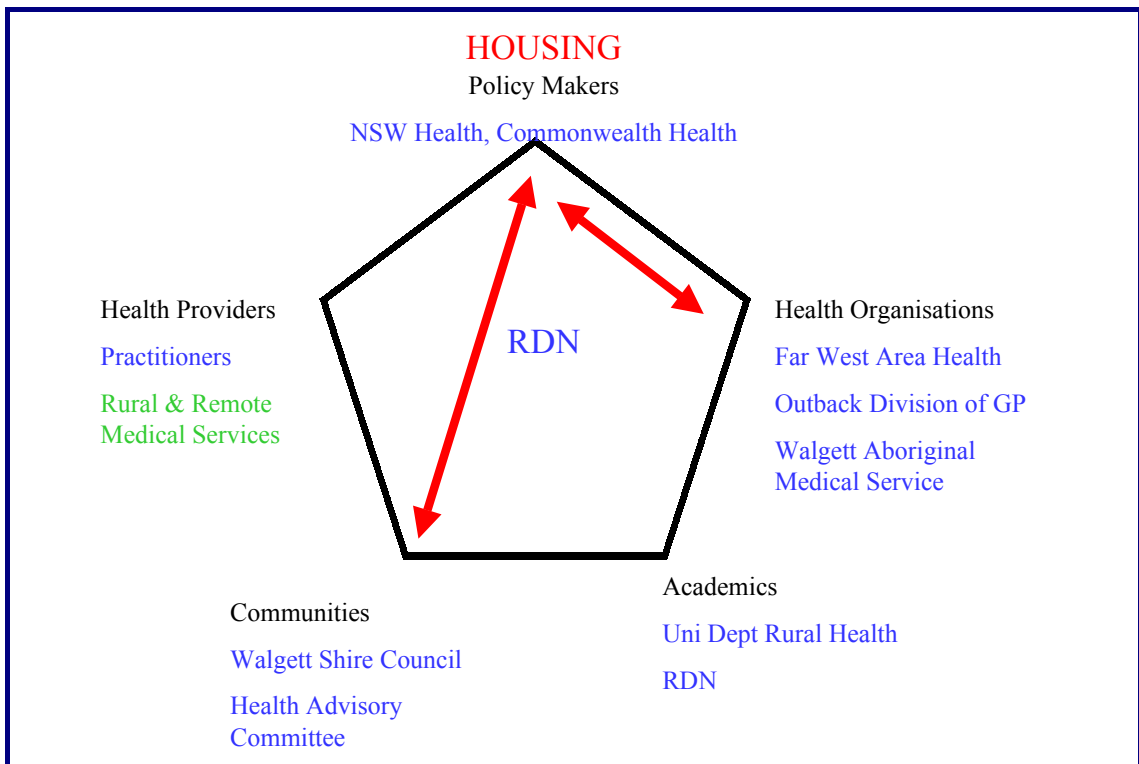 HOUSING
Policy Makers
NSW Health, Commonwealth Health
Health Providers
Practitioners
Rural & Remote
Medical Services
RDN
Health Organisations
Far West Area Health
Outback Division of GP
Walgett Aboriginal
Medical Service
Communities
Walgett Shire Council
Health Advisory
Committee
Academics
Uni Dept Rural Health
RDN